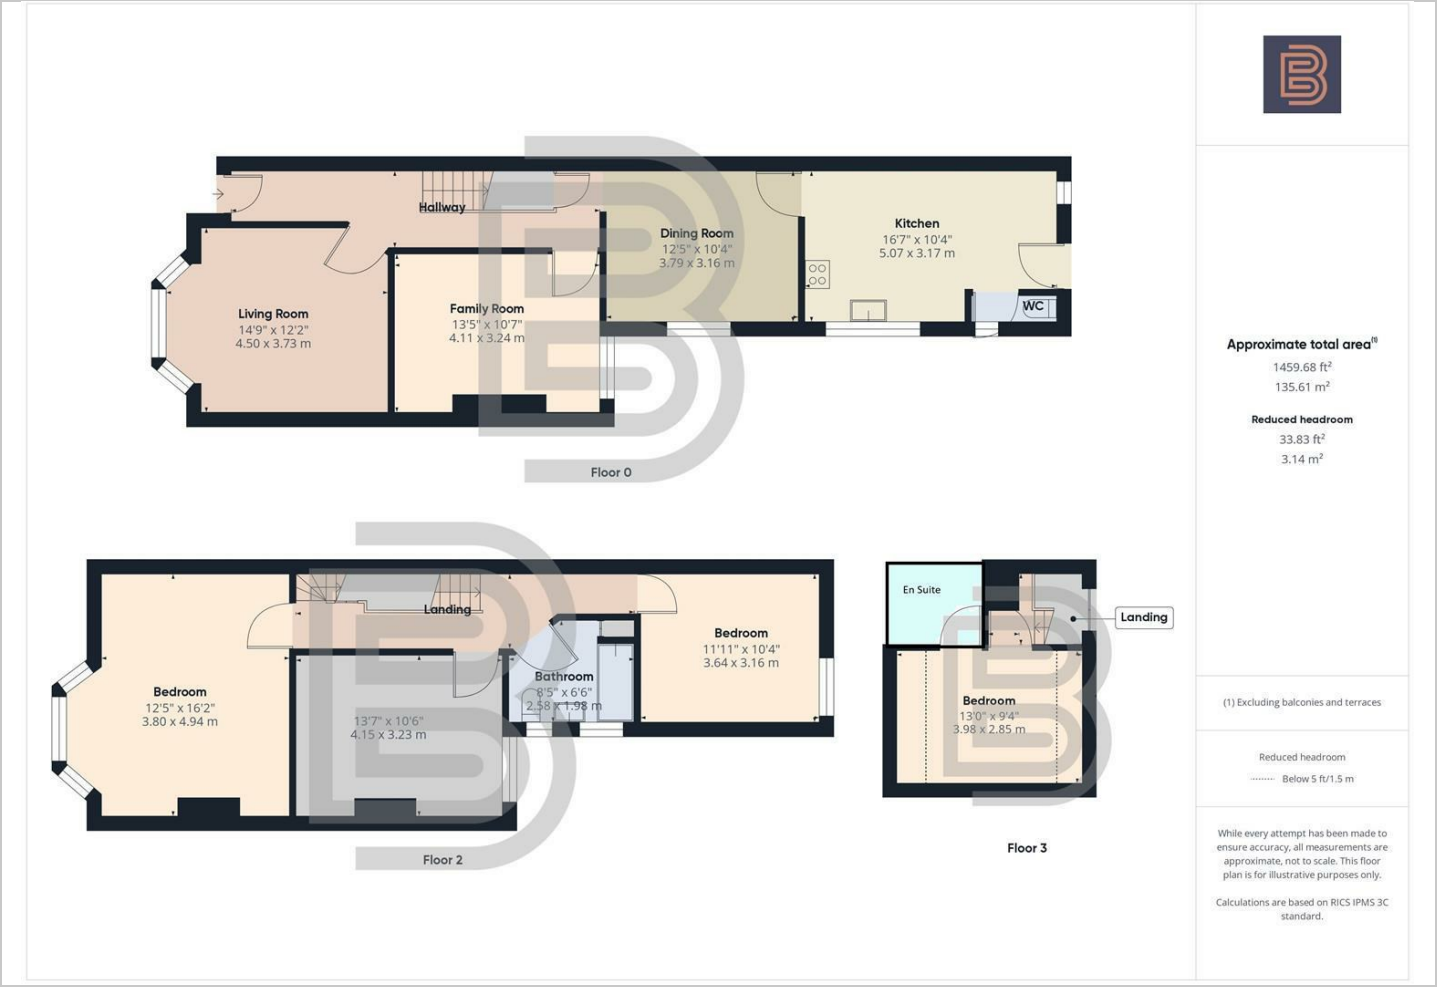 Hallway
Dining Room
12'5" x 10'4"
3.79 x 3.16 m
Kitchen
16'7" x 10'4"
5.07 x 3.17 m
WC
Living Room
14'9" x 12'2"
4.50 x 3.73 m
Family Room
13'5" x 10'7"
4.11 x 3.24 m
Floor 0
Landing
Bedroom
12'5" x 16'2"
3.80 x 4.94 m
13'7" x 10'6"
4.15 x 3.23 m
Bathroom
8'5" x 6'6"
2.58 x 1.98 m
Bedroom
11'11" x 10'4"
3.64 x 3.16 m
Floor 2
En Suite
Landing
Bedroom
13'0" x 9'4"
3.98 x 2.85 m
Floor 3
B
Approximate total area(1)
1459.68 ft²
135.61 m²
Reduced headroom
33.83 ft²
3.14 m²
(1) Excluding balconies and terraces
Reduced headroom
Below 5 ft/1.5 m
While every attempt has been made to
ensure accuracy, all measurements are
approximate, not to scale. This floor
plan is for illustrative purposes only.
Calculations are based on RICS IPMS 3C
standard.